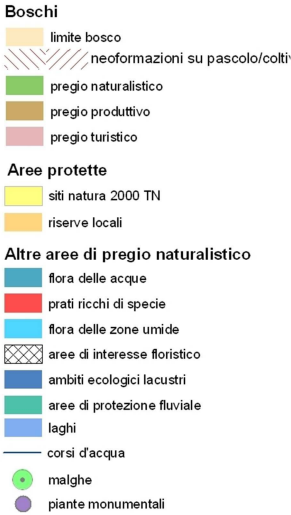 Boschi
limite bosco
neoformazioni su pascolo/coltiv
pregio naturalistico
pregio produttivo
pregio turistico
Aree protette
siti natura 2000 TN
riserve locali
Altre aree di pregio naturalistico
flora delle acque
prati ricchi di specie
flora delle zone umide
aree di interesse floristico
ambiti ecologici lacustri
aree di protezione fluviale
laghi
corsi d'acqua
malghe
piante monumentali